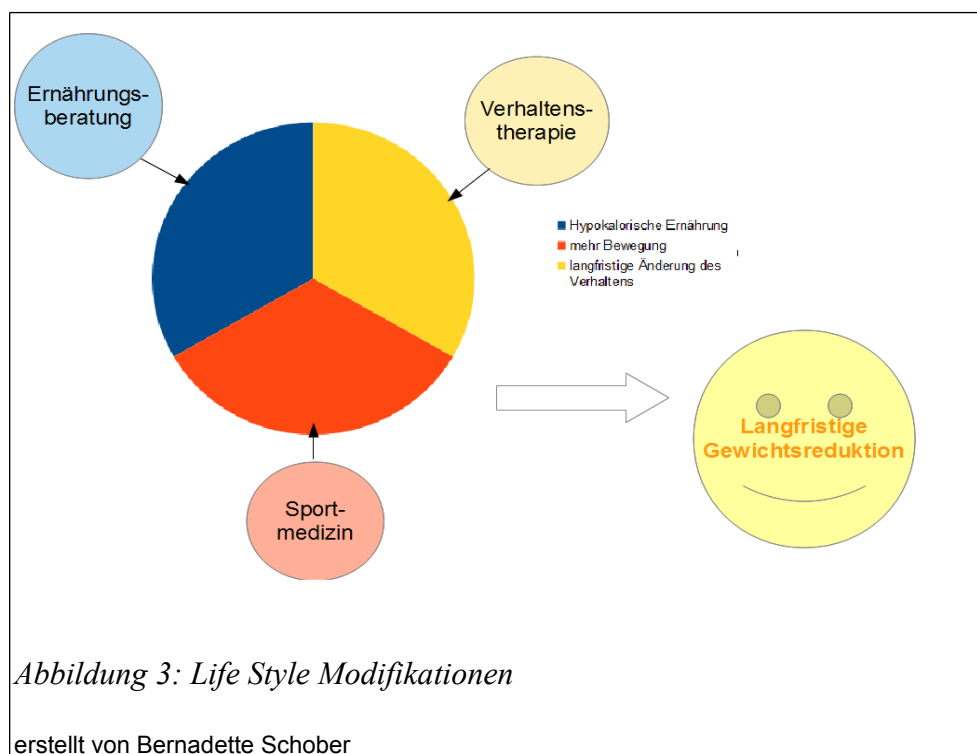 Ernährungs-
beratung
Verhaltens-
therapie
Hypokalorische Ernährung
mehr Bewegung
langfristige Änderung des
Verhaltens
Langfristige
Gewichtsreduktion
Sport-
medizin
Abbildung 3: Life Style Modifikationen
erstellt von Bernadette Schober